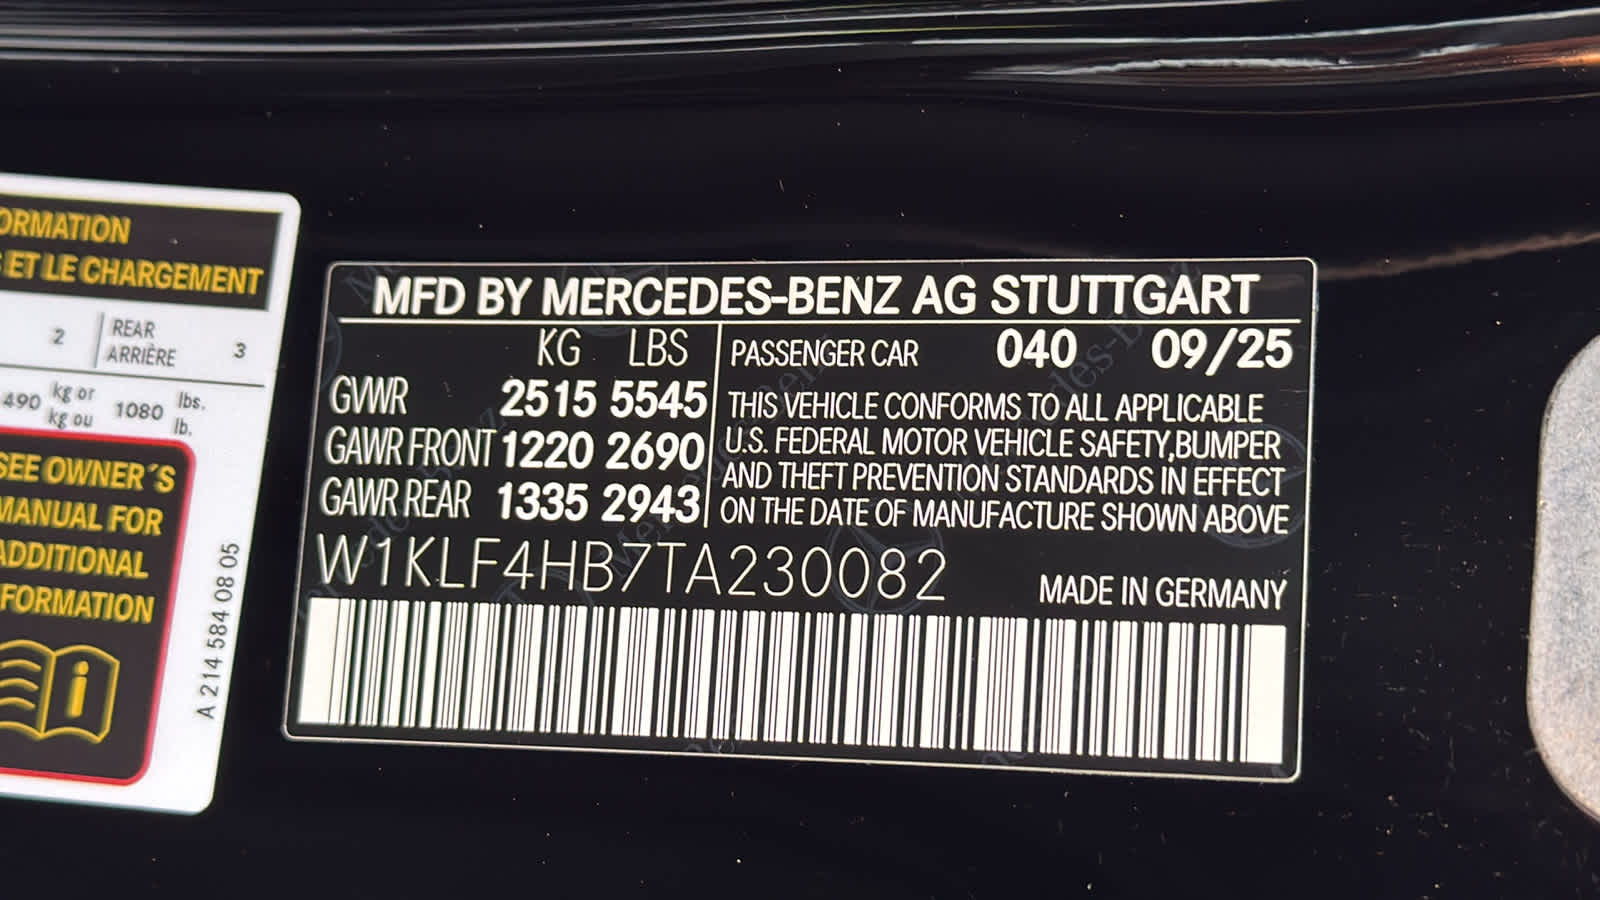 ORMATION
S ET LE CHARGEMENT
2 REAR
ARRIÈRE 3
490 kg or
kg ou 1080 lbs.
lb.
SEE OWNER´S
MANUAL FOR
ADDITIONAL
FORMATION
A 214 584 08 05
MFD BY MERCEDES-BENZ AG STUTTGART
KG LBS
GVWR 2515 5545
GAWR FRONT 1220 2690
GAWR REAR 1335 2943
PASSENGER CAR 040 09/25
THIS VEHICLE CONFORMS TO ALL APPLICABLE
U.S. FEDERAL MOTOR VEHICLE SAFETY,BUMPER
AND THEFT PREVENTION STANDARDS IN EFFECT
ON THE DATE OF MANUFACTURE SHOWN ABOVE
W1KLF4HB7TA230082
MADE IN GERMANY